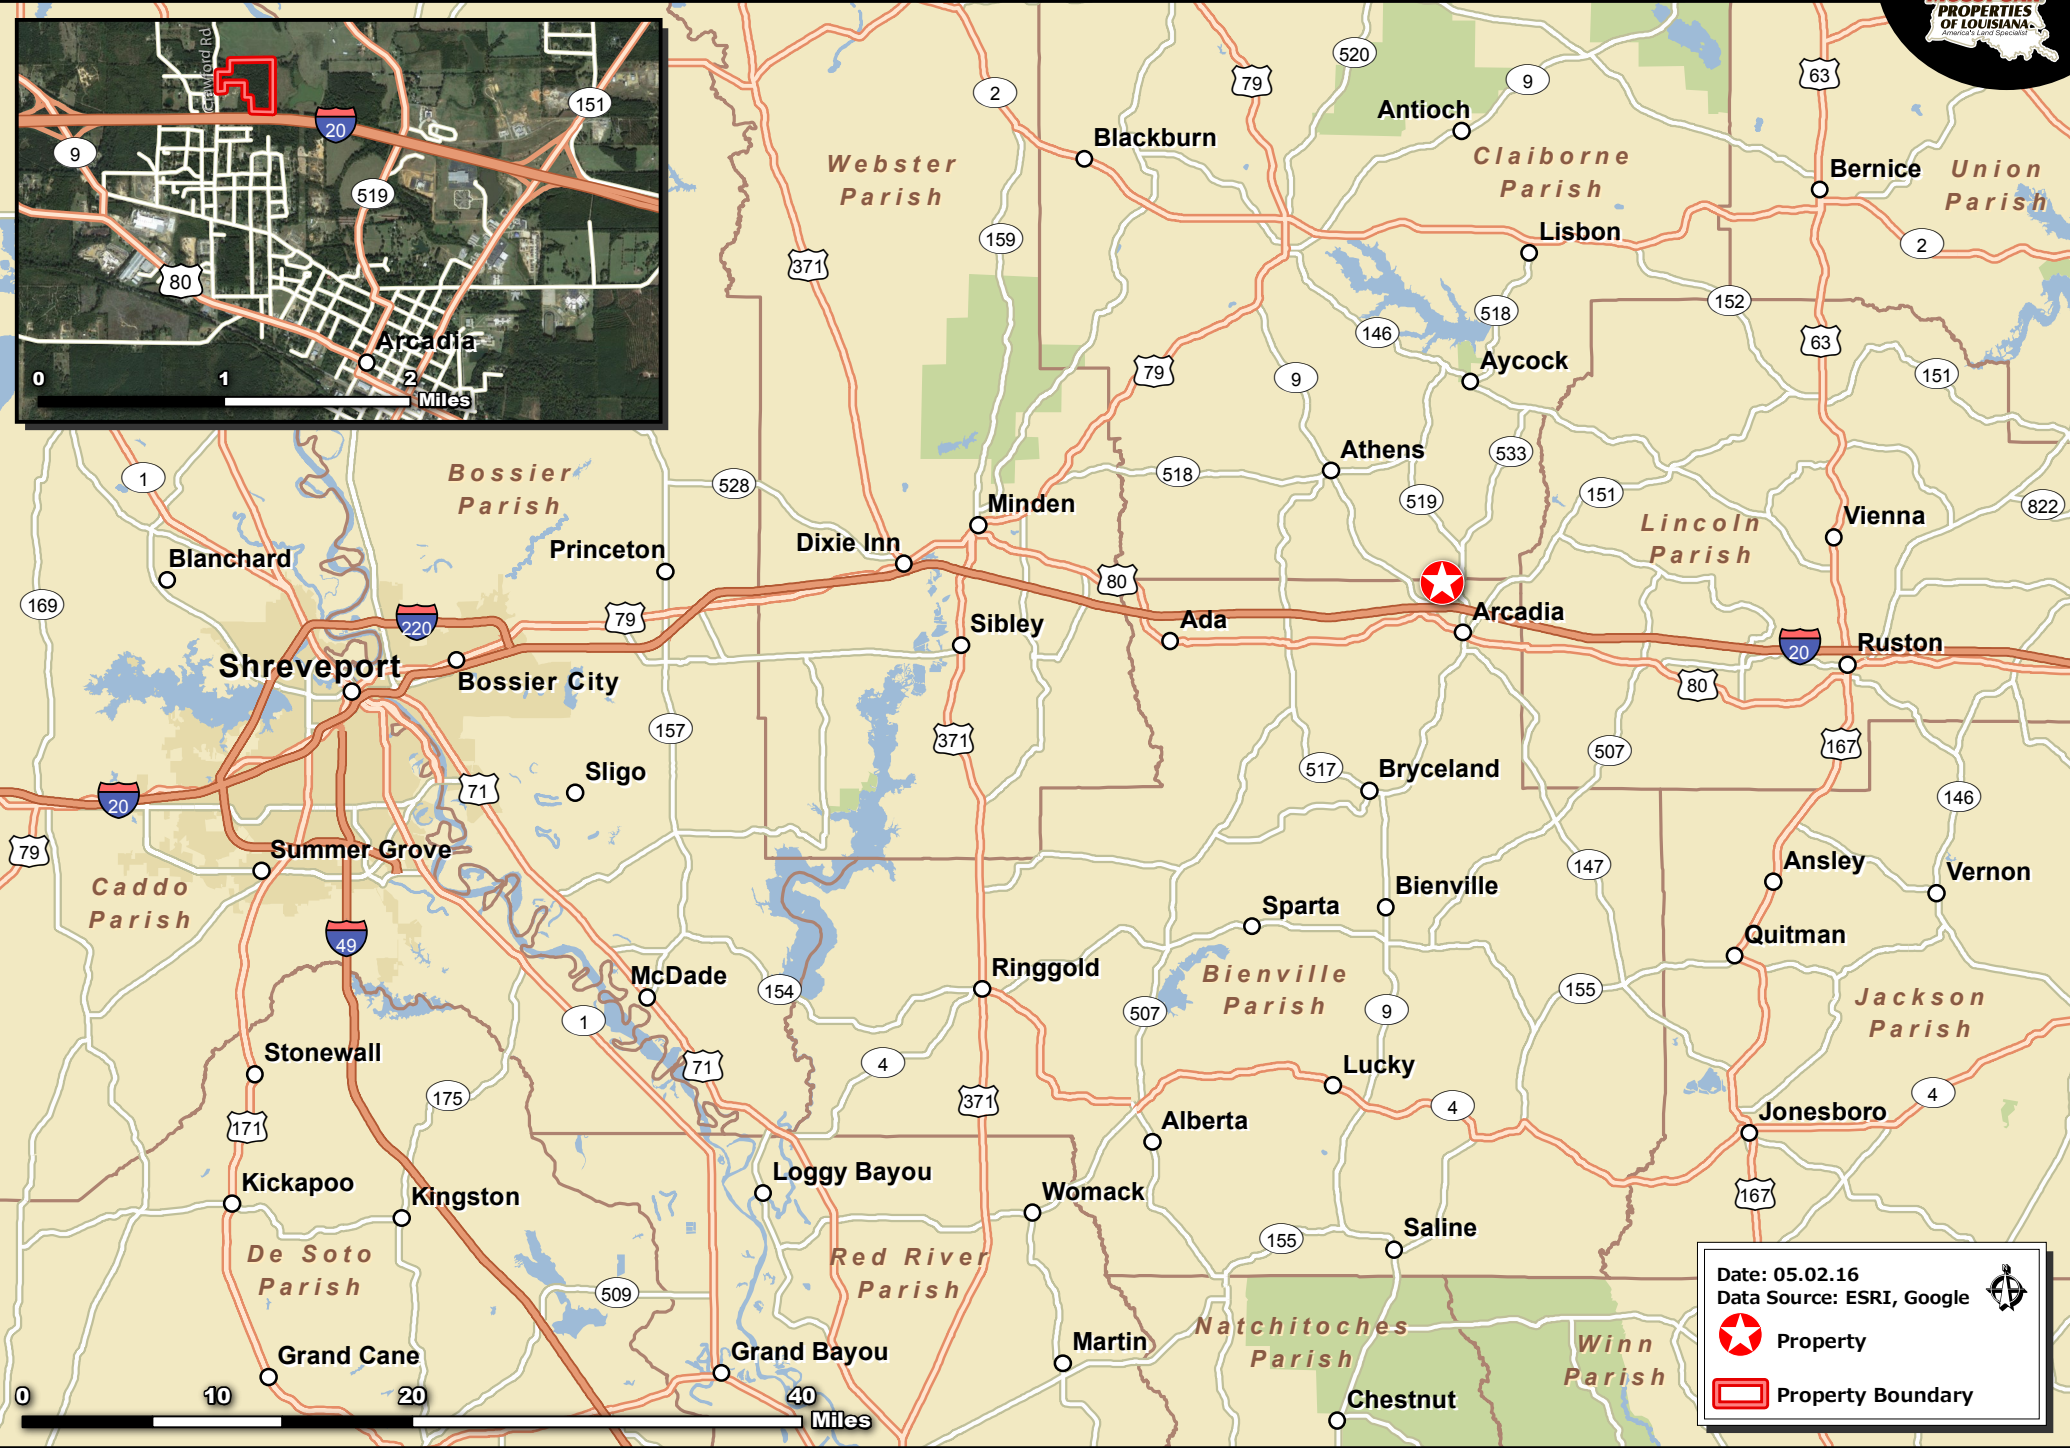 PROPERTIES
OF LOUISIANA
America's Land Specialist
Crawford Rd
20
151
9
519
80
Arcadia
0 1 2
Miles
520
2
79
9
63
Antioch
Blackburn
Webster
Parish
Claiborne
Parish
Bernice
Union
Parish
159
Lisbon
2
371
152
518
146
63
79
9
Aycock
151
1
Bossier
Parish
528
518
Athens
533
519
151
822
Minden
Lincoln
Parish
Vienna
Blanchard
Princeton
Dixie Inn
80
169
220
79
Sibley
Ada
Arcadia
20
Ruston
Shreveport
Bossier City
80
157
371
167
507
Sligo
517
Bryceland
20
71
146
79
Summer Grove
147
Ansley
Vernon
Caddo
Parish
Bienville
Sparta
49
Quitman
McDade
154
Ringgold
Bienville
Parish
155
Jackson
Parish
1
507
9
Stonewall
71
4
Lucky
175
371
4
4
171
Alberta
Jonesboro
Kickapoo
Kingston
Loggy Bayou
Womack
167
De Soto
Parish
Red River
Parish
155
Saline
509
Natchitoches
Parish
Winn
Parish
Grand Cane
Grand Bayou
Martin
Chestnut
0 10 20 40
Miles
Date: 05.02.16
Data Source: ESRI, Google
Property
Property Boundary